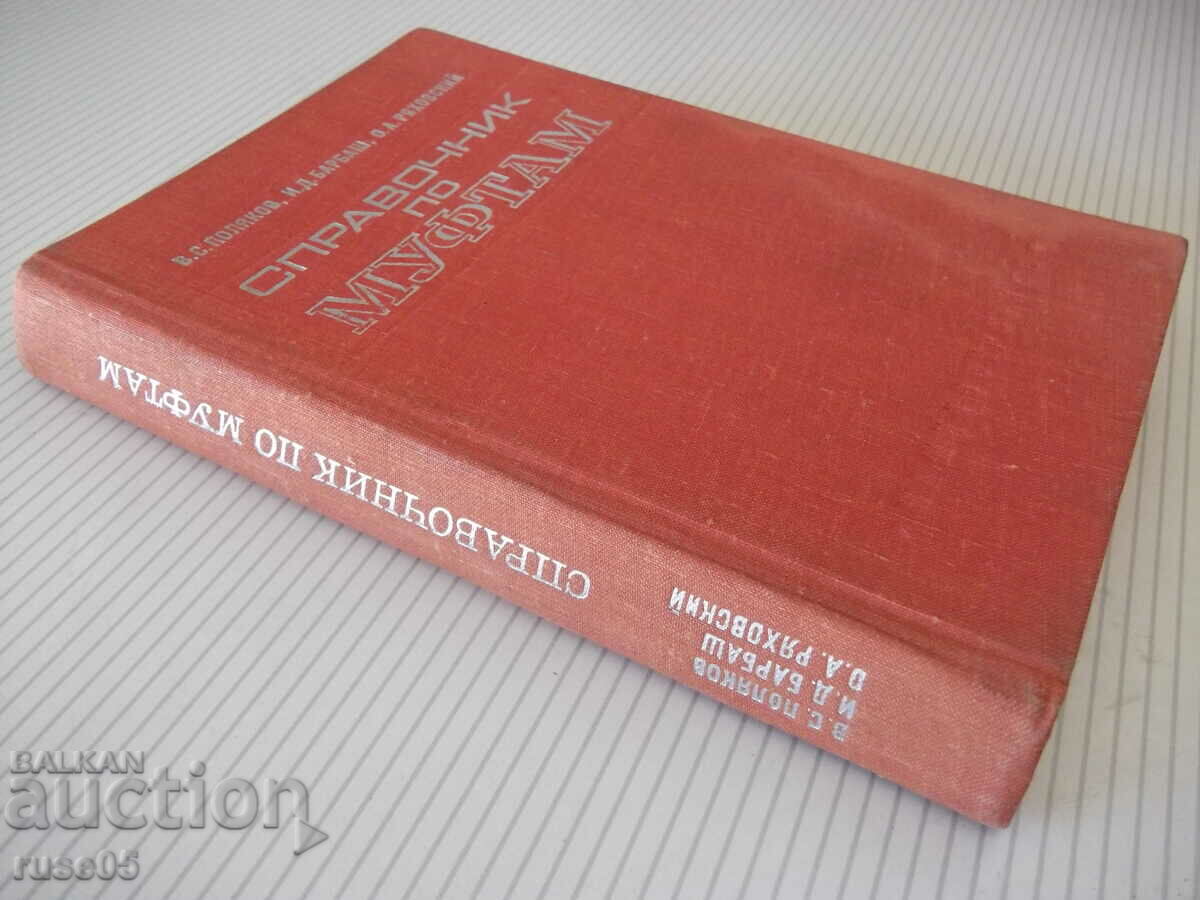 В.С.ПОЛЯКОВ, И.Д.БАРБАШ, О.А.РЯХОВСКИЙ
СПРАВОЧНИК
ПО
МУФТАМ
СПРАВОЧНИК ПО МУФТАМ
В.С. ПОЛЯКОВ
И.Д. БАРБАШ
О.А. РЯХОВСКИЙ
BALKAN
auction
ruse05